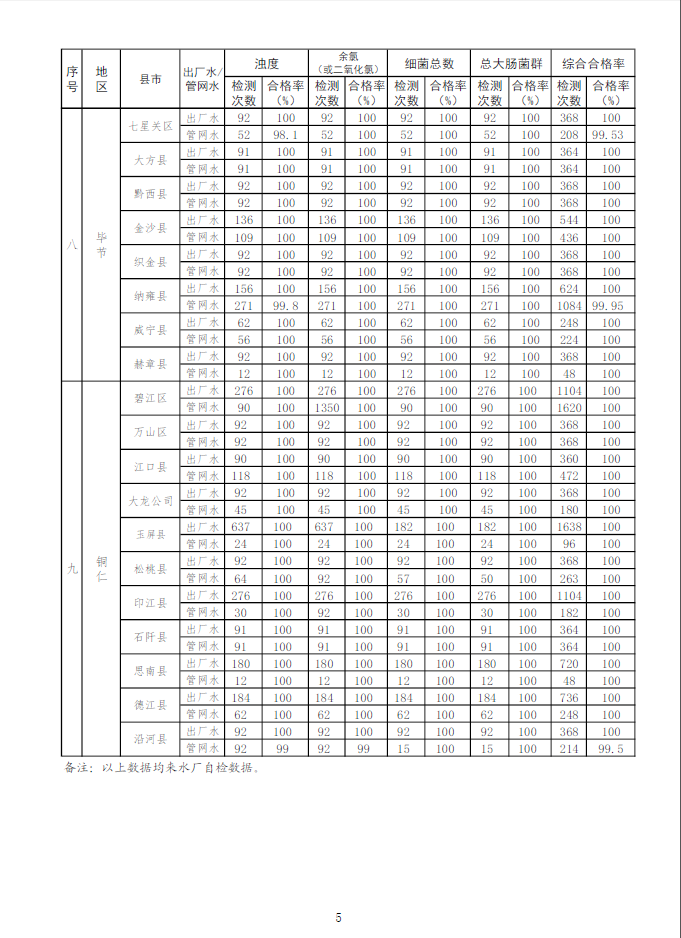 序号 地区 县市 出厂水/管网水 浊度 余氯(或二氧化氯) 细菌总数 总大肠菌群 综合合格率
检测次数 合格率(%) 检测次数 合格率(%) 检测次数 合格率(%) 检测次数 合格率(%) 检测次数 合格率(%)
八 毕节 七星关区 出厂水 92 100 92 100 92 100 92 100 368 100
管网水 52 98.1 52 100 52 100 52 100 208 99.53
大方县 出厂水 91 100 91 100 91 100 91 100 364 100
管网水 91 100 91 100 91 100 91 100 364 100
黔西县 出厂水 92 100 92 100 92 100 92 100 368 100
管网水 92 100 92 100 92 100 92 100 368 100
金沙县 出厂水 136 100 136 100 136 100 136 100 544 100
管网水 109 100 109 100 109 100 109 100 436 100
织金县 出厂水 92 100 92 100 92 100 92 100 368 100
管网水 92 100 92 100 92 100 92 100 368 100
纳雍县 出厂水 156 100 156 100 156 100 156 100 624 100
管网水 271 99.8 271 100 271 100 271 100 1084 99.95
威宁县 出厂水 62 100 62 100 62 100 62 100 248 100
管网水 56 100 56 100 56 100 56 100 224 100
赫章县 出厂水 92 100 92 100 92 100 92 100 368 100
管网水 12 100 12 100 12 100 12 100 48 100
九 铜仁 碧江区 出厂水 276 100 276 100 276 100 276 100 1104 100
管网水 90 100 1350 100 90 100 90 100 1620 100
万山区 出厂水 92 100 92 100 92 100 92 100 368 100
管网水 92 100 92 100 92 100 92 100 368 100
江口县 出厂水 90 100 90 100 90 100 90 100 360 100
管网水 118 100 118 100 118 100 118 100 472 100
大龙公司 出厂水 92 100 92 100 92 100 92 100 368 100
管网水 45 100 45 100 45 100 45 100 180 100
玉屏县 出厂水 637 100 637 100 182 100 182 100 1638 100
管网水 24 100 24 100 24 100 24 100 96 100
松桃县 出厂水 92 100 92 100 92 100 92 100 368 100
管网水 64 100 92 100 57 100 50 100 263 100
印江县 出厂水 276 100 276 100 276 100 276 100 1104 100
管网水 30 100 92 100 30 100 30 100 182 100
石阡县 出厂水 91 100 91 100 91 100 91 100 364 100
管网水 91 100 91 100 91 100 91 100 364 100
思南县 出厂水 180 100 180 100 180 100 180 100 720 100
管网水 12 100 12 100 12 100 12 100 48 100
德江县 出厂水 184 100 184 100 184 100 184 100 736 100
管网水 62 100 62 100 62 100 62 100 248 100
沿河县 出厂水 92 100 92 100 92 100 92 100 368 100
管网水 92 99 92 99 15 100 15 100 214 99.5
备注：以上数据均来水厂自检数据。
5